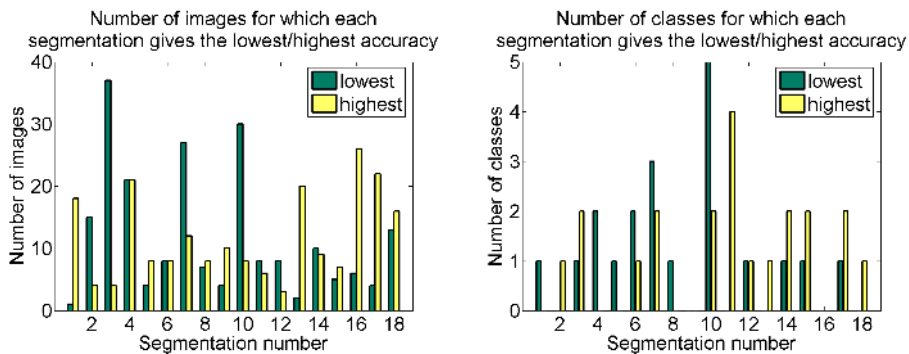 Number of images for which each
segmentation gives the lowest/highest accuracy
40
30
20
10
0
Number of images
lowest
highest
2 4 6 8 10 12 14 16 18
Segmentation number
Number of classes for which each
segmentation gives the lowest/highest accuracy
5
4
3
2
1
0
Number of classes
lowest
highest
2 4 6 8 10 12 14 16 18
Segmentation number